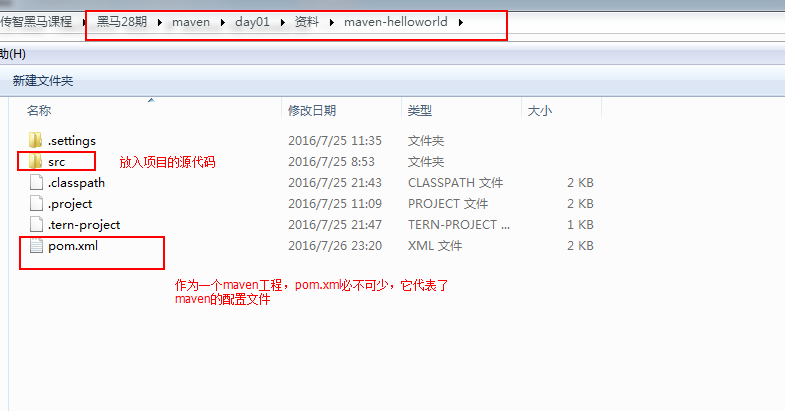 传智黑马课程 ▸ 黑马28期 ▸ maven ▸ day01 ▸ 资料 ▸ maven-helloworld ▸
助(H)
新建文件夹
名称 修改日期 类型 大小
.settings 2016/7/25 11:35 文件夹
src 放入项目的源代码 2016/7/25 8:53 文件夹
.classpath 2016/7/25 21:43 CLASSPATH 文件 2 KB
.project 2016/7/25 11:09 PROJECT 文件 2 KB
.tern-project 2016/7/25 21:47 TERN-PROJECT ... 1 KB
pom.xml 2016/7/26 23:20 XML 文件 2 KB
作为一个maven工程，pom.xm必不可少，它代表了
maven的配置文件